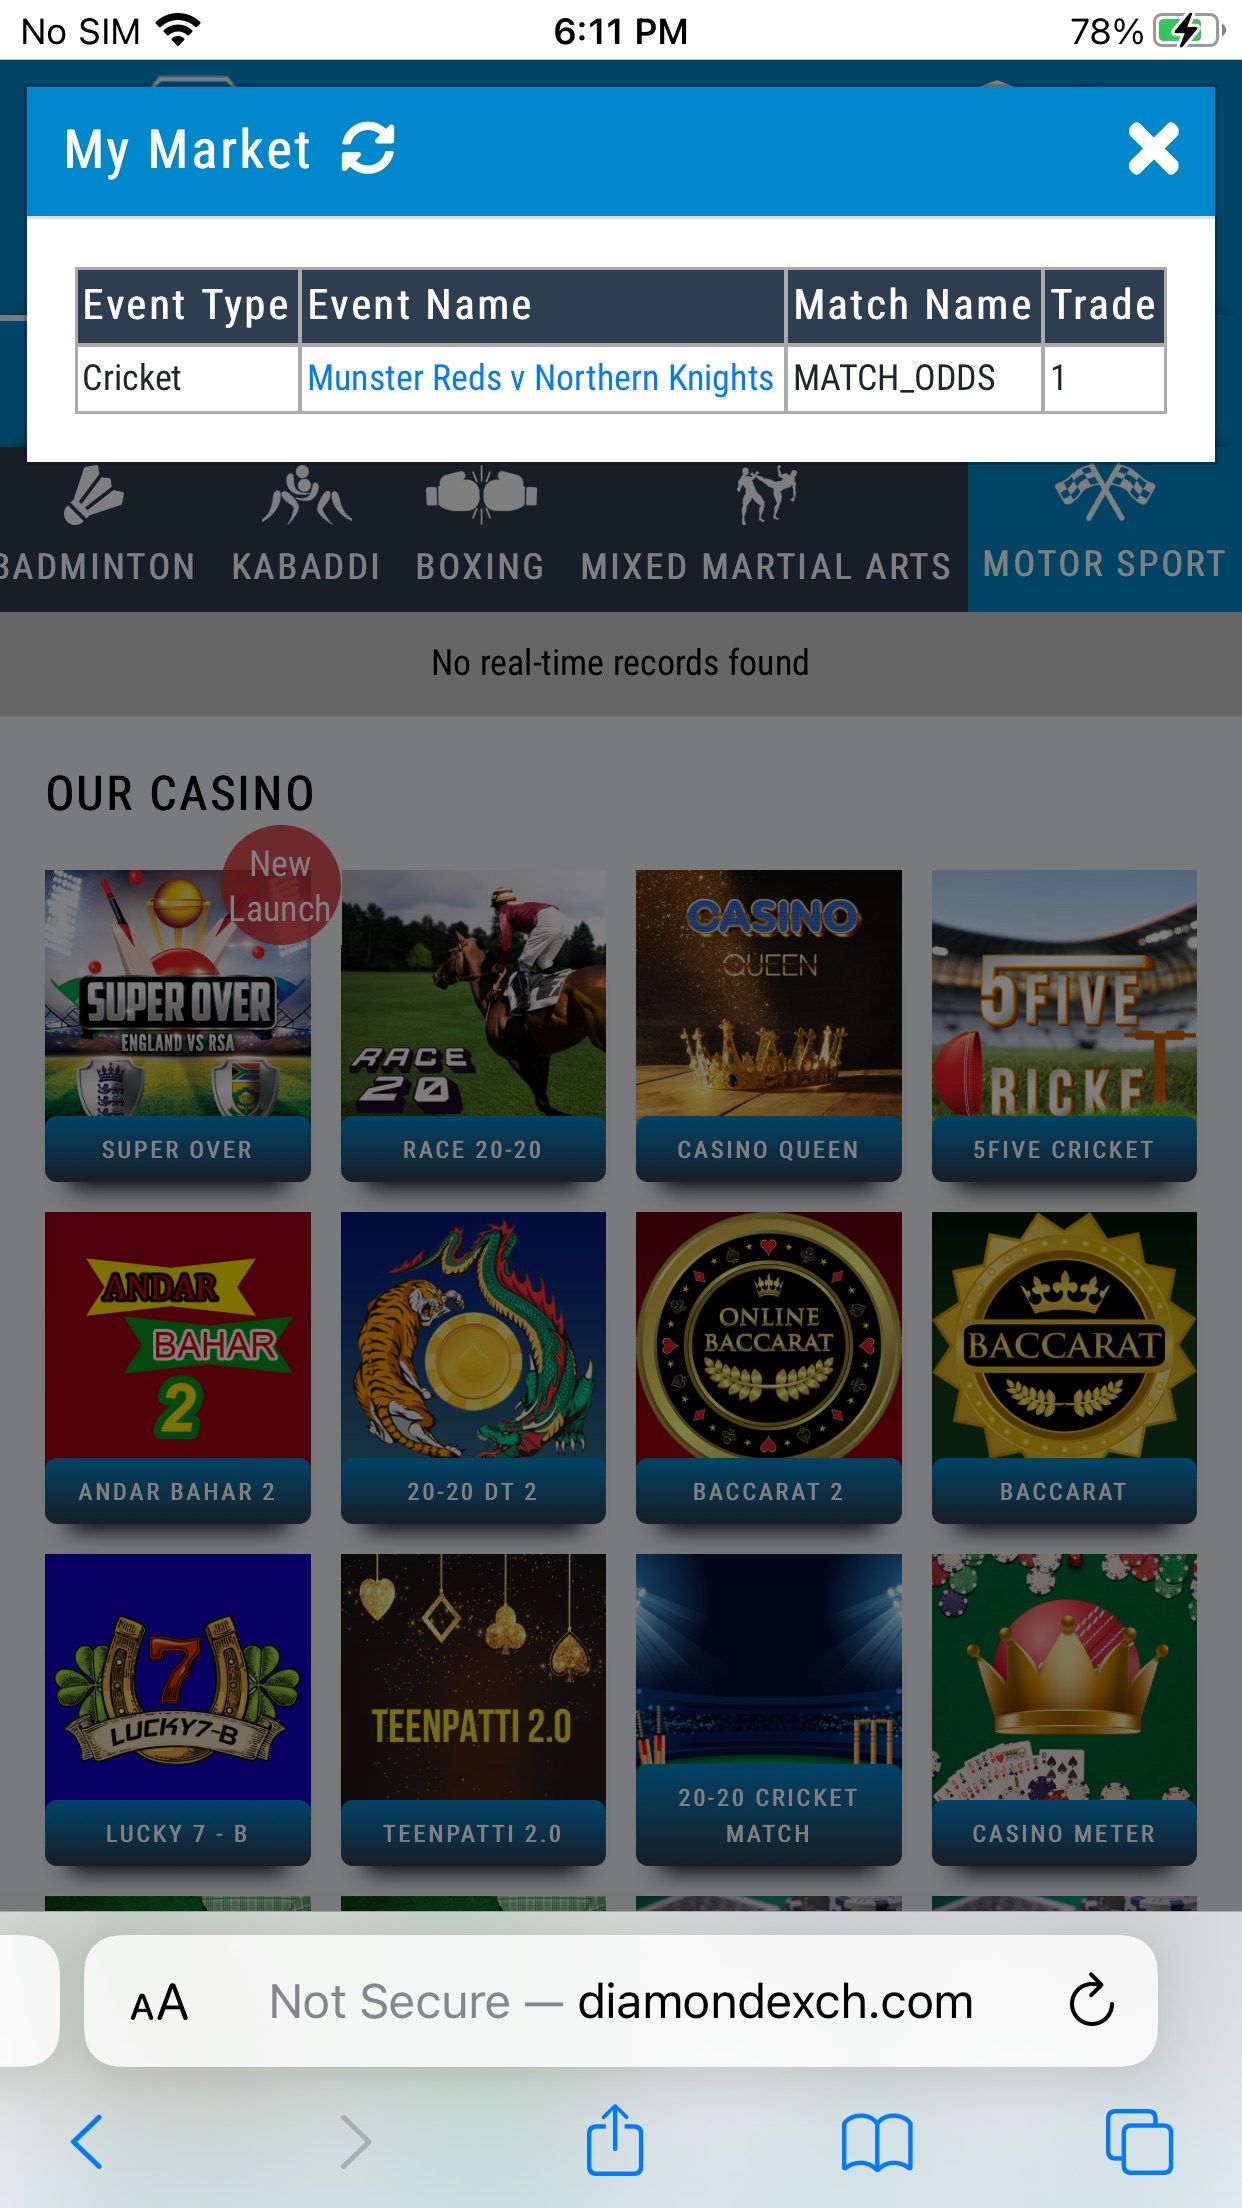 No SIM 6:11 PM 78%
My Market
Event Type Event Name Match Name Trade
Cricket Munster Reds v Northern Knights MATCH_ODDS 1
BADMINTON KABADDI BOXING MIXED MARTIAL ARTS MOTOR SPORT
No real-time records found
OUR CASINO
New
Launch
SUPER OVER
ENGLAND VS RSA
SUPER OVER
RACE
20
RACE 20-20
CASINO
QUEEN
CASINO QUEEN
5FIVE
CRICKET
5FIVE CRICKET
ANDAR
BAHAR
2
ANDAR BAHAR 2
20-20 DT 2
ONLINE
BACCARAT
BACCARAT 2
BACCARAT
BACCARAT
7
LUCKY7-B
LUCKY 7 - B
TEENPATTI 2.0
TEENPATTI 2.0
20-20 CRICKET
MATCH
CASINO METER
AA Not Secure — diamondexch.com